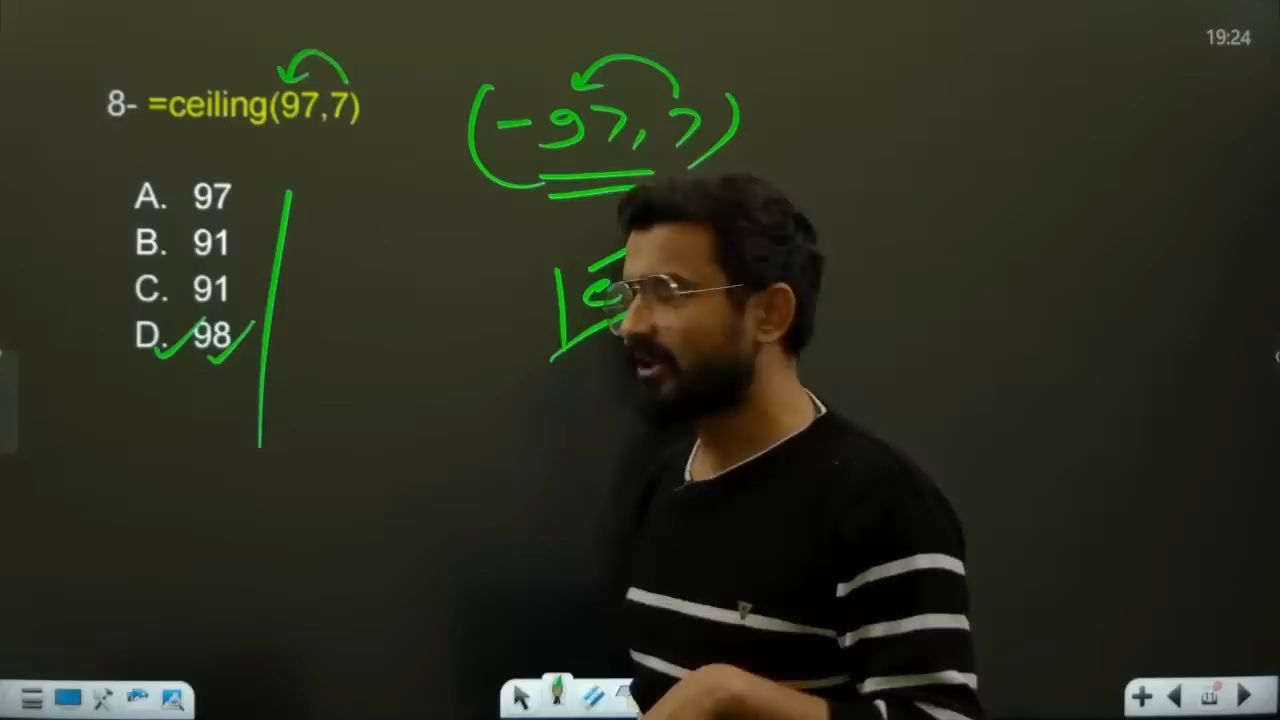 19:24
8- =ceiling(97,7)
(-97,7)
A. 97
B. 91
C. 91
D. 98